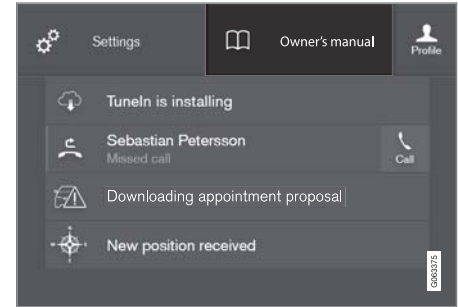 Settings
Owner's manual
Profile
TuneIn is installing
Sebastian Petersson
Missed call
Call
Downloading appointment proposal
New position received
G063375